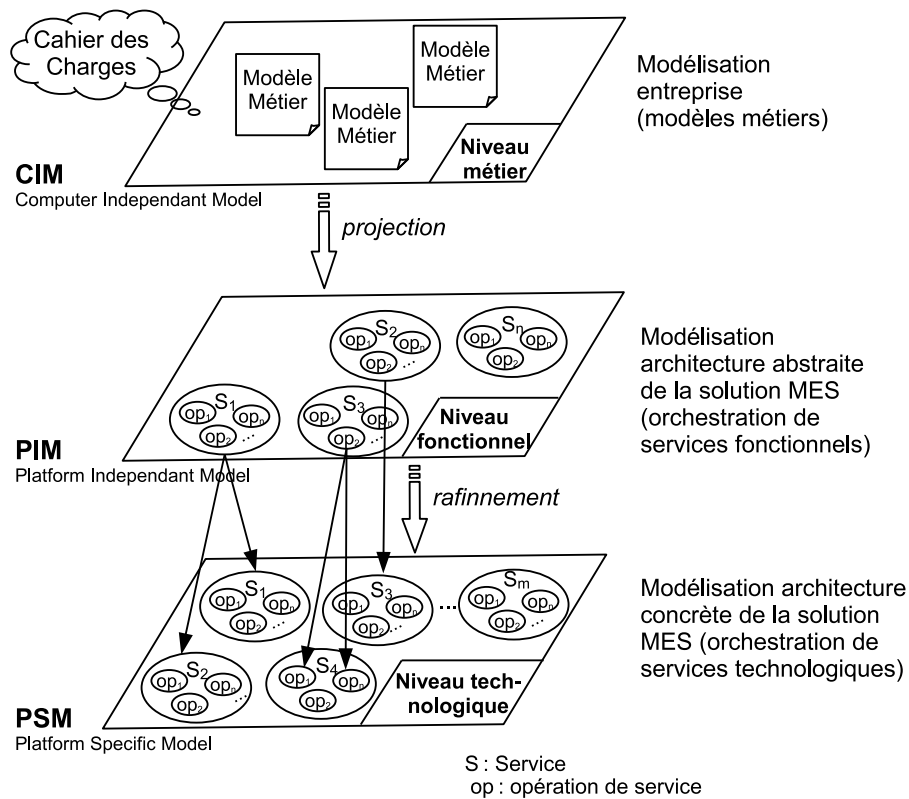 Cahier des
Charges
Modèle
Métier
Modèle
Métier
Modèle
Métier
Niveau
métier
Modélisation
entreprise
(modèles métiers)
CIM
Computer Independant Model
projection
S2
op1
opn
op2
...
Sn
op1
opn
op2
S1
op1
opn
op2
...
S3
op1
opn
op2
...
Niveau
fonctionnel
Modélisation
architecture abstraite
de la solution MES
(orchestration de
services fonctionnels)
PIM
Platform Independant Model
rafinnement
S1
op1
opn
op2
...
S3
op1
opn
op2
...
...
Sm
op1
opn
op2
...
S2
op1
opn
op2
...
S4
op1
opn
op2
Niveau tech-
nologique
Modélisation architecture
concrète de la solution
MES (orchestration de
services technologiques)
PSM
Platform Specific Model
S : Service
op : opération de service